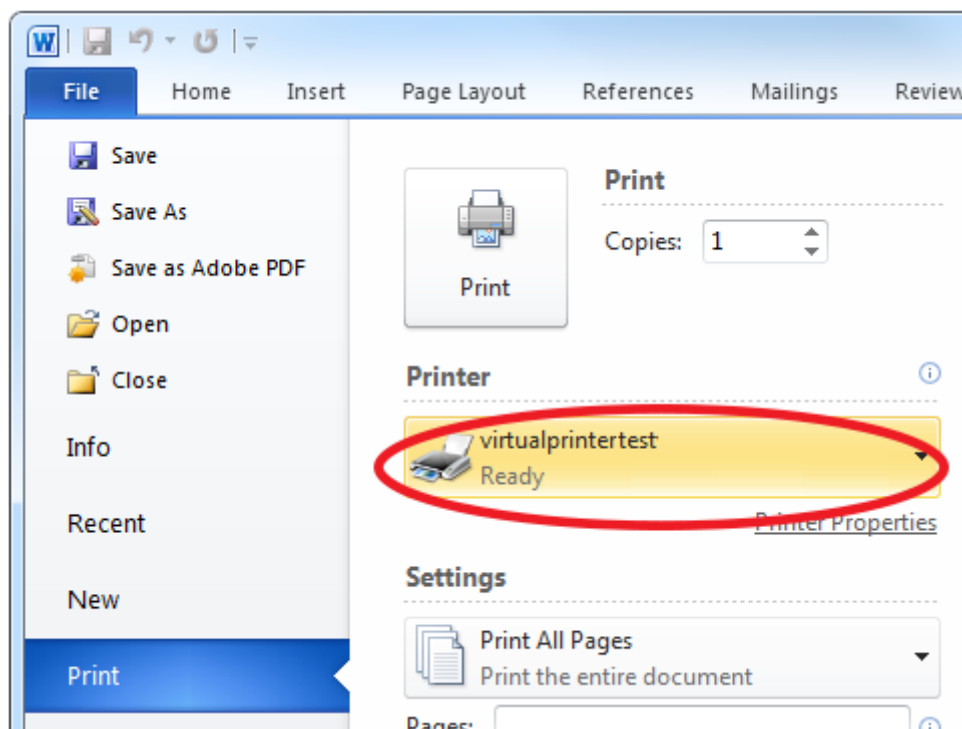 W
File Home Insert Page Layout References Mailings Review
Save
Save As
Save as Adobe PDF
Open
Close
Info
Recent
New
Print
Print
Print
Copies: 1
Printer
virtualprintertest
Ready
Printer Properties
Settings
Print All Pages
Print the entire document
Pages: